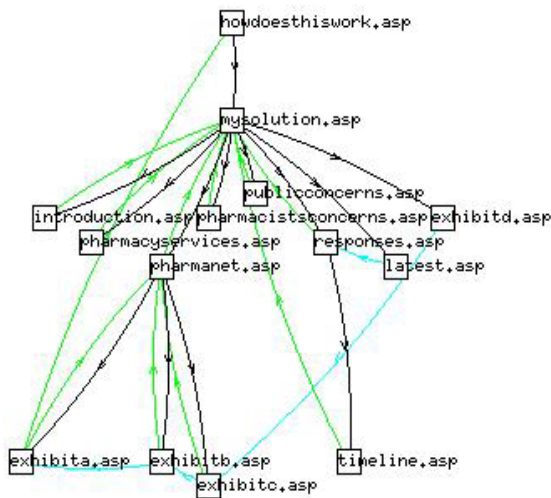 howdoesthiswork.asp
mysolution.asp
publicconcerns.asp
introduction.asp
pharmacistsconcerns.asp
exhibitd.asp
pharmacyservices.asp
responses.asp
pharmanet.asp
latest.asp
exhibita.asp
exhibitb.asp
timeline.asp
exhibitc.asp